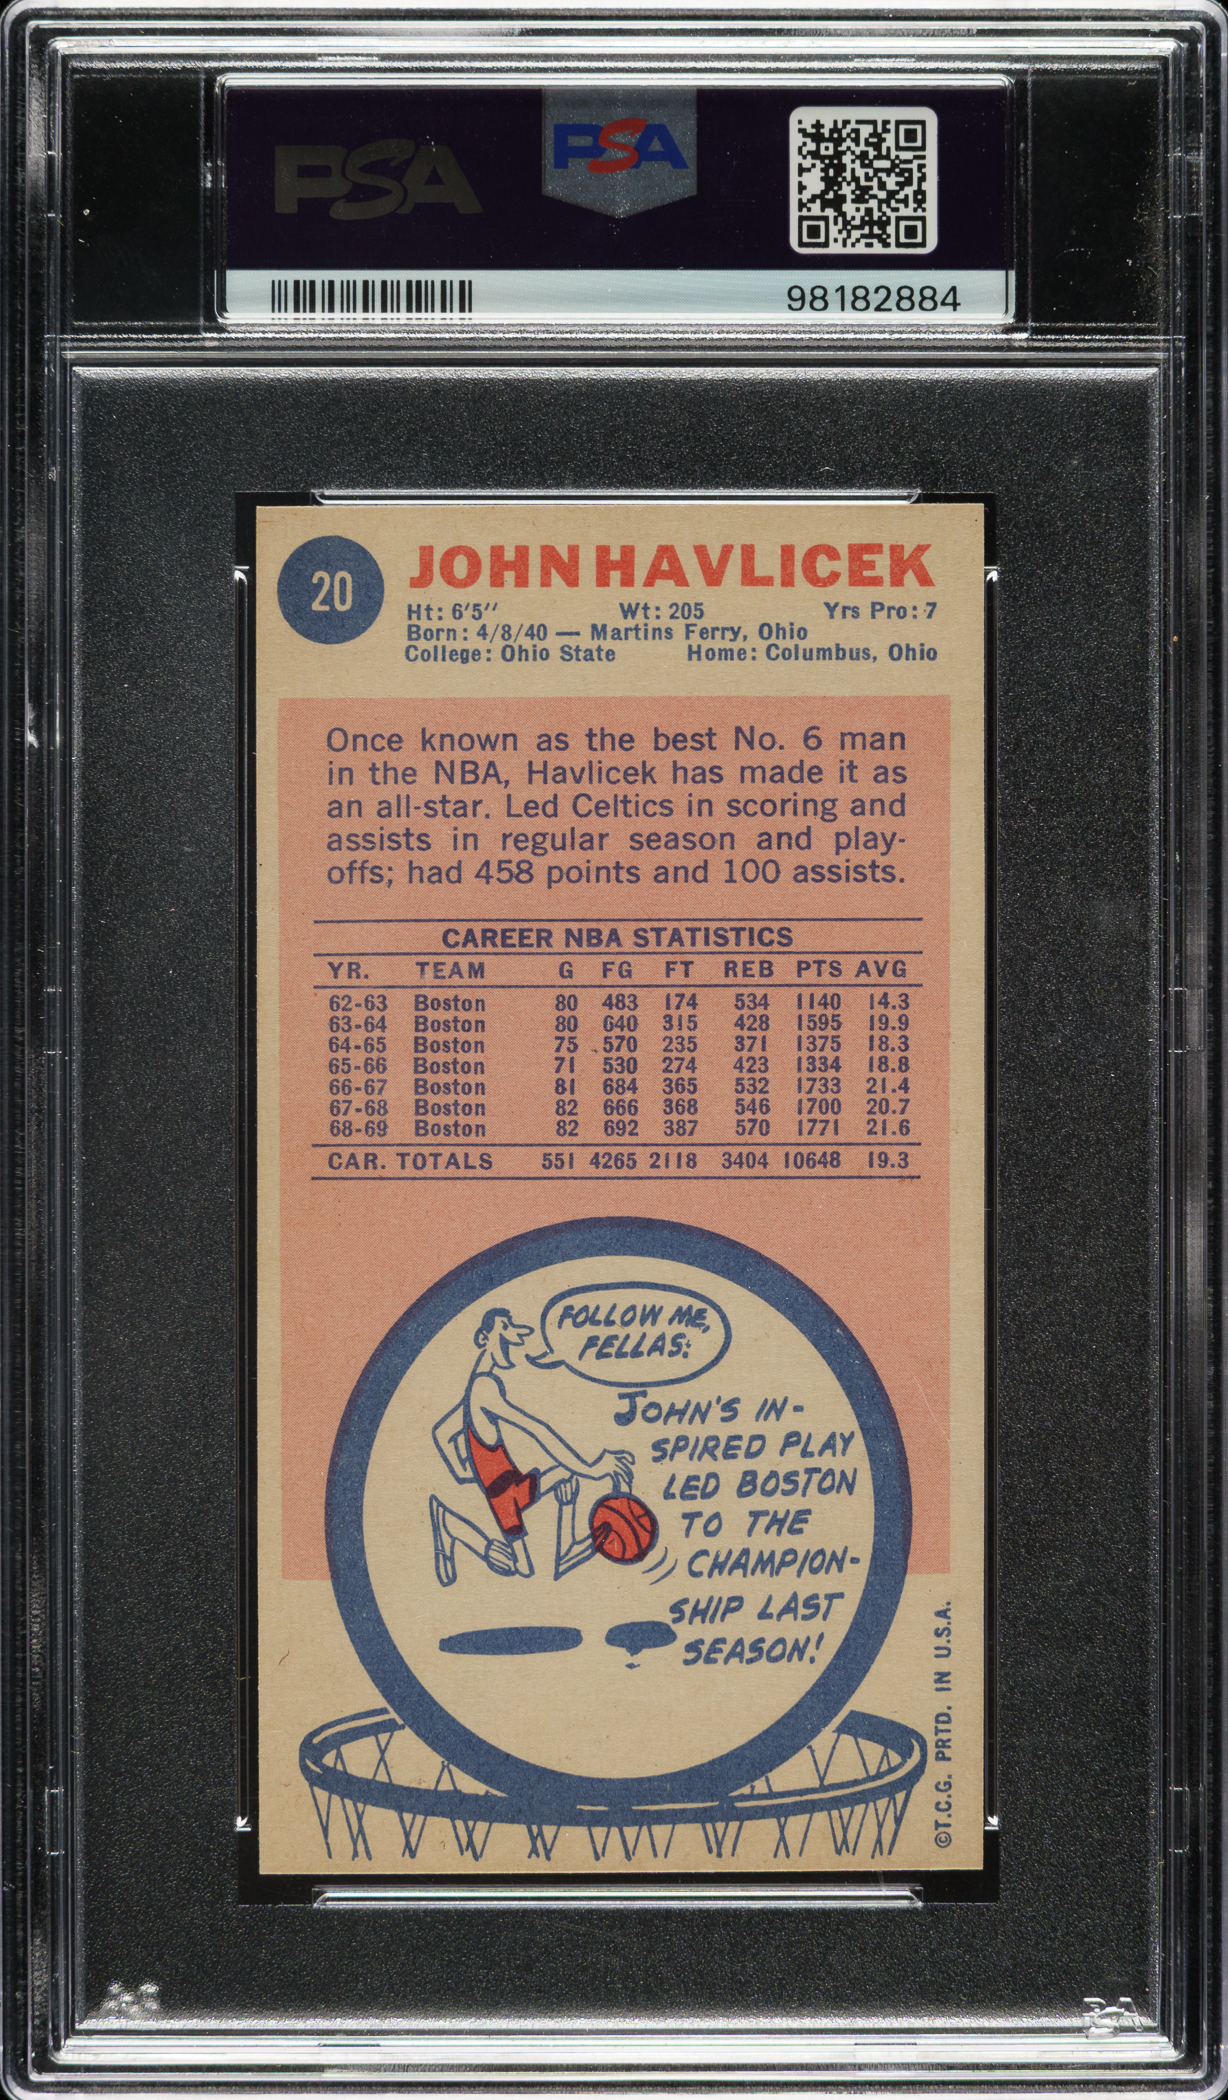 PSA
PSA
98182884
20
JOHN HAVLICEK
Ht: 6'5'' Wt: 205 Yrs Pro: 7
Born: 4/8/40 — Martins Ferry, Ohio
College: Ohio State Home: Columbus, Ohio
Once known as the best No. 6 man
in the NBA, Havlicek has made it as
an all-star. Led Celtics in scoring and
assists in regular season and play-
offs; had 458 points and 100 assists.
CAREER NBA STATISTICS
YR. TEAM G FG FT REB PTS AVG
62-63 Boston 80 483 174 534 1140 14.3
63-64 Boston 80 640 315 428 1595 19.9
64-65 Boston 75 570 235 371 1375 18.3
65-66 Boston 71 530 274 423 1334 18.8
66-67 Boston 81 684 365 532 1733 21.4
67-68 Boston 82 666 368 546 1700 20.7
68-69 Boston 82 692 387 570 1771 21.6
CAR. TOTALS 551 4265 2118 3404 10648 19.3
FOLLOW ME,
FELLAS:
JOHN'S IN-
SPIRED PLAY
LED BOSTON
TO THE
CHAMPION-
SHIP LAST
SEASON!
©T.C.G. PRTD. IN U.S.A.
PSA